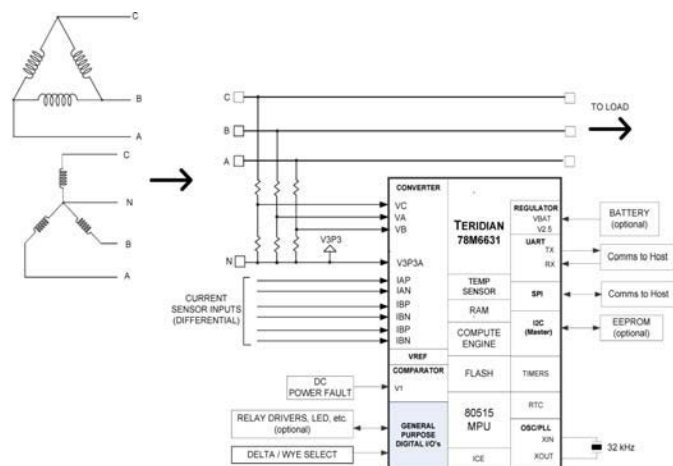 C
B
A
C
N
B
A
C
B
A
N
TO LOAD
V3P3
CURRENT
SENSOR INPUTS
(DIFFERENTIAL)
DC
POWER FAULT
RELAY DRIVERS, LED, etc.
(optional)
DELTA / WYE SELECT
CONVERTER
VC
VA
VB
V3P3A
IAP
IAN
IBP
IBN
IBP
IBN
VREF
COMPARATOR
V1
GENERAL
PURPOSE
DIGITAL I/O's
TERIDIAN
78M6631
TEMP
SENSOR
RAM
COMPUTE
ENGINE
FLASH
80515
MPU
ICE
REGULATOR
VBAT
V2.5
UART
TX
RX
SPI
I2C
(Master)
TIMERS
RTC
OSC/PLL
XIN
XOUT
BATTERY
(optional)
Comms to Host
Comms to Host
EEPROM
(optional)
32 kHz